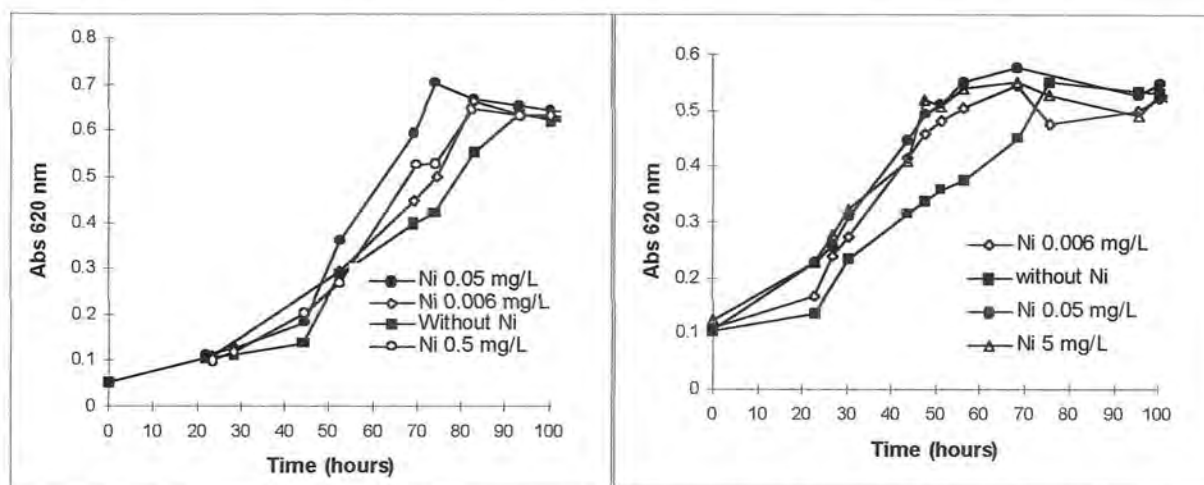 0.8
0.7
0.6
0.5
0.4
0.3
0.2
0.1
0
Abs 620 nm
Ni 0.05 mg/L
Ni 0.006 mg/L
Without Ni
Ni 0.5 mg/L
0 10 20 30 40 50 60 70 80 90 100
Time (hours)
0.6
0.5
0.4
0.3
0.2
0.1
0
Abs 620 nm
Ni 0.006 mg/L
without Ni
Ni 0.05 mg/L
Ni 5 mg/L
0 10 20 30 40 50 60 70 80 90 100
Time (hours)